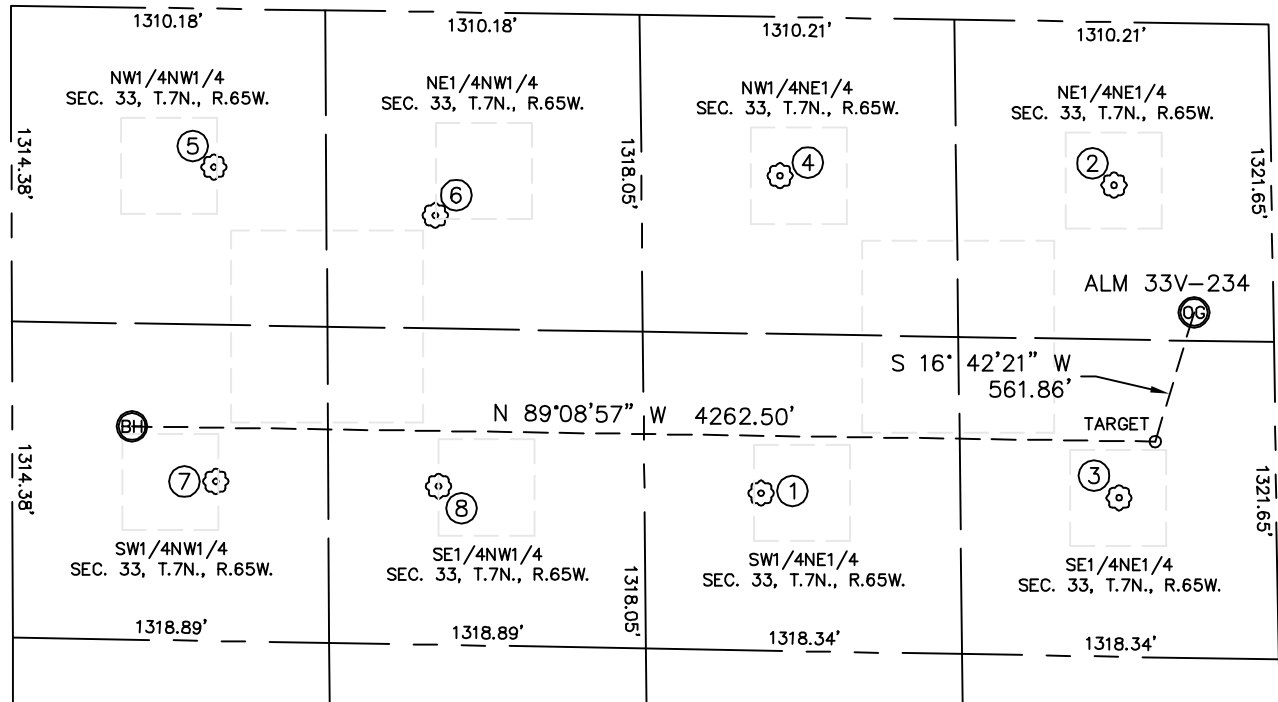 1310.18'
1310.18'
1310.21'
1310.21'
NW1/4NW1/4
SEC. 33, T.7N., R.65W.
NE1/4NW1/4
SEC. 33, T.7N., R.65W.
NW1/4NE1/4
SEC. 33, T.7N., R.65W.
NE1/4NE1/4
SEC. 33, T.7N., R.65W.
1314.38'
5
6
1318.05'
4
2
1321.65'
ALM 33V-234
OG
S 16° 42'21" W
561.86'
BH
N 89°08'57" W 4262.50'
TARGET
1314.38'
7
8
1
3
1321.65'
SW1/4NW1/4
SEC. 33, T.7N., R.65W.
SE1/4NW1/4
SEC. 33, T.7N., R.65W.
1318.05'
SW1/4NE1/4
SEC. 33, T.7N., R.65W.
SE1/4NE1/4
SEC. 33, T.7N., R.65W.
1318.89'
1318.89'
1318.34'
1318.34'